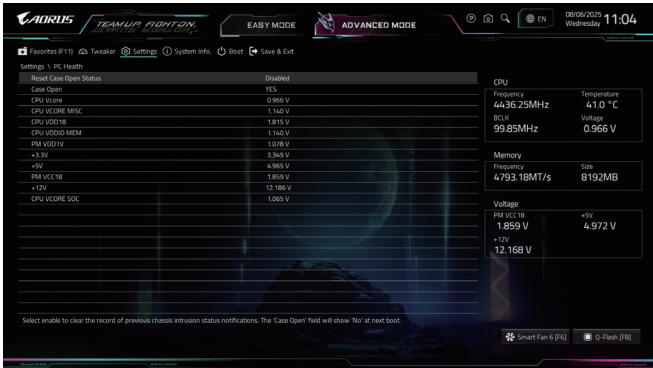 AORUS
TEAM UP. FIGHT ON.
EASY MODE
ADVANCED MODE
EN
08/06/2025 Wednesday 11:04
Favorites (F11) Tweaker Settings System Info. Boot Save & Exit
Settings \ PC Health
Reset Case Open Status Disabled
Case Open YES
CPU Vcore 0.966 V
CPU VCORE MISC 1.140 V
CPU VDD18 1.815 V
CPU VDDIO MEM 1.140 V
PM VDD1V 1.078 V
+3.3V 3.349 V
+5V 4.965 V
PM VCC18 1.859 V
+12V 12.186 V
CPU VCORE SOC 1.065 V
CPU
Frequency Temperature
4436.25MHz 41.0 °C
BCLK Voltage
99.85MHz 0.966 V
Memory
Frequency Size
4793.18MT/s 8192MB
Voltage
PM VCC18 +5V
1.859 V 4.972 V
+12V
12.168 V
Select enable to clear the record of previous chassis intrusion status notifications. The 'Case Open' field will show 'No' at next boot.
Smart Fan 6 [F6] Q-Flash [F8]